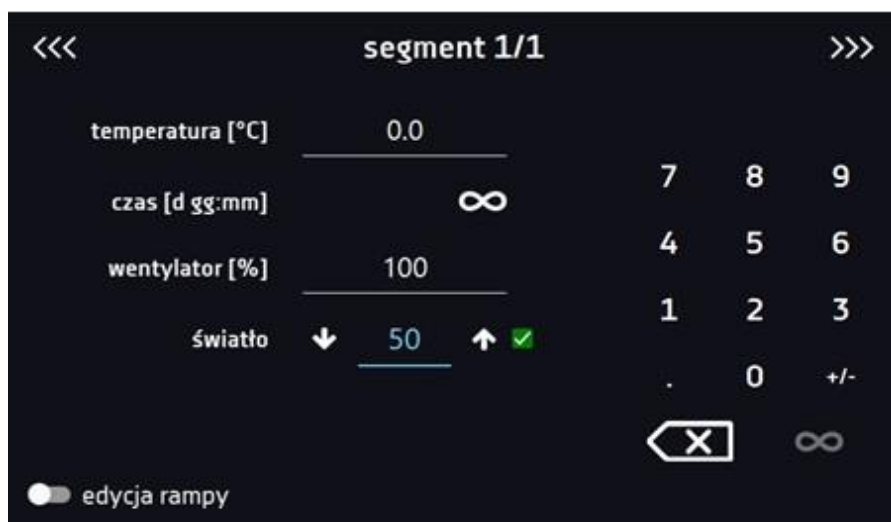 <<< segment 1/1 >>>
temperatura [°C] 0.0
czas [d gg:mm] ∞
wentylator [%] 100
światło 50
7 8 9
4 5 6
1 2 3
. 0 +/-
∞
edycja rampy